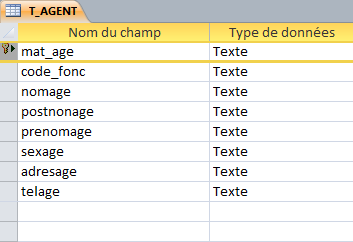 T_AGENT
Nom du champ Type de données
mat_age Texte
code_fonc Texte
nomage Texte
postnonage Texte
prenomage Texte
sexage Texte
adresage Texte
telage Texte